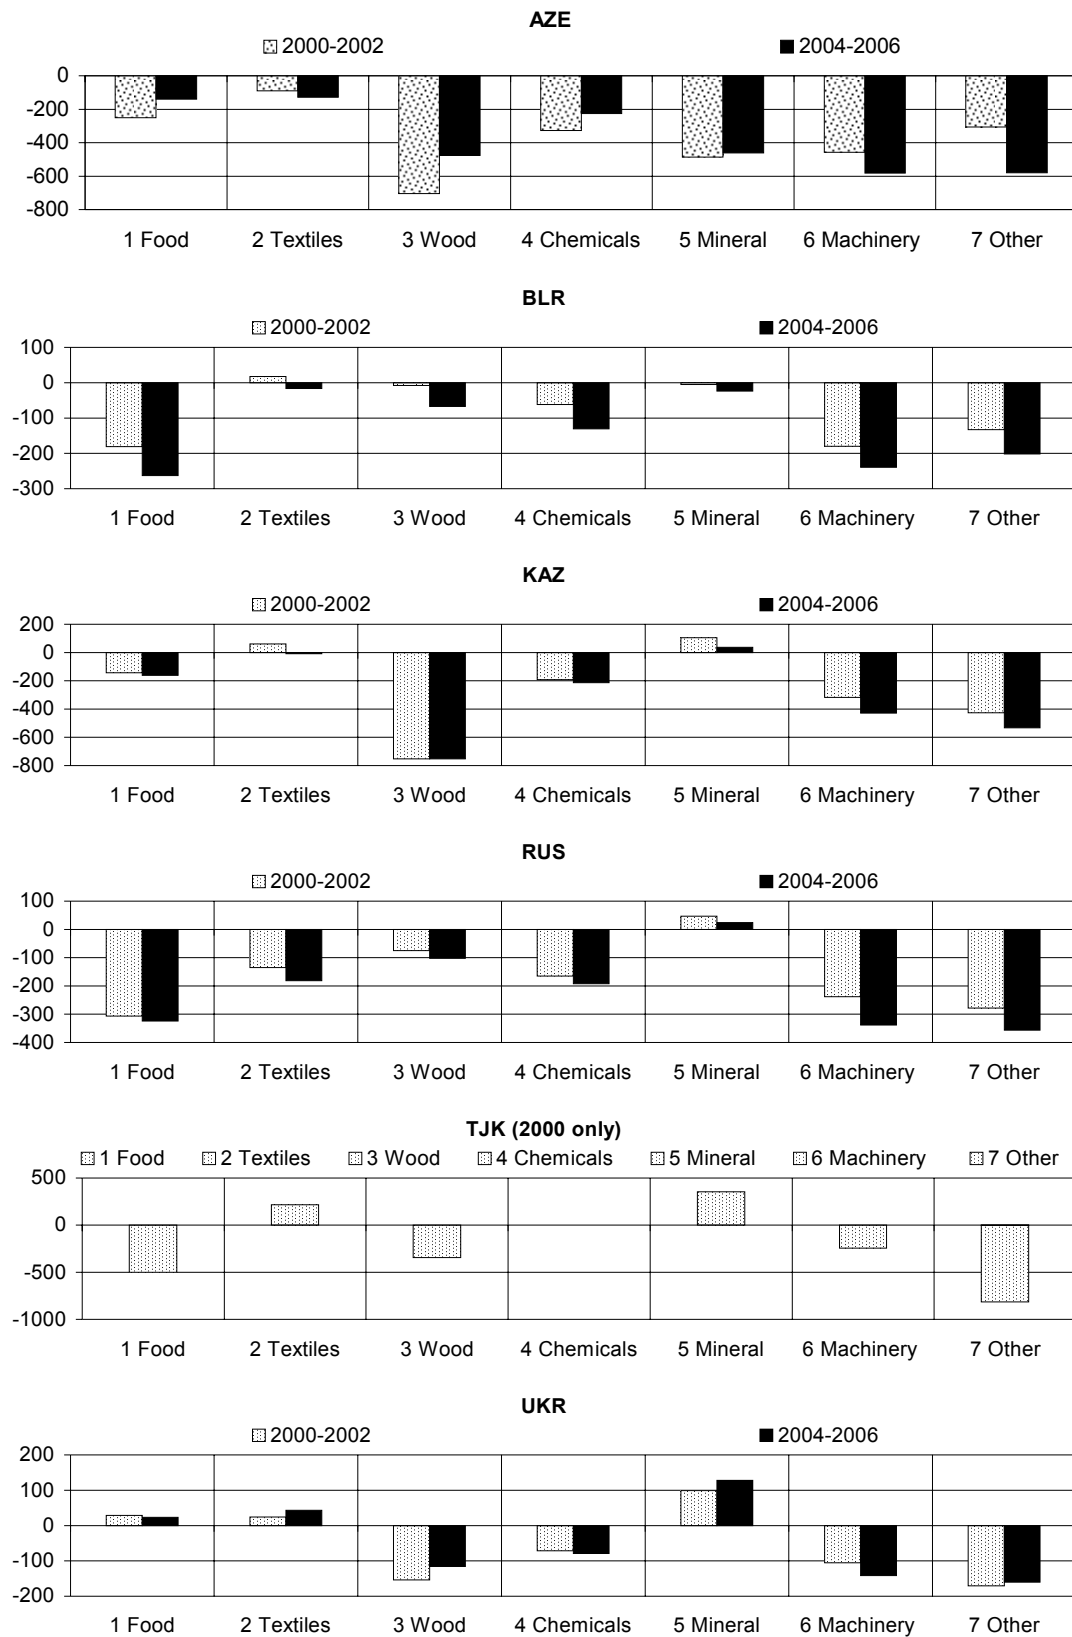 AZE
2000-2002 2004-2006
0
-200
-400
-600
-800
1 Food 2 Textiles 3 Wood 4 Chemicals 5 Mineral 6 Machinery 7 Other
BLR
2000-2002 2004-2006
100
0
-100
-200
-300
1 Food 2 Textiles 3 Wood 4 Chemicals 5 Mineral 6 Machinery 7 Other
KAZ
2000-2002 2004-2006
200
0
-200
-400
-600
-800
1 Food 2 Textiles 3 Wood 4 Chemicals 5 Mineral 6 Machinery 7 Other
RUS
2000-2002 2004-2006
100
0
-100
-200
-300
-400
1 Food 2 Textiles 3 Wood 4 Chemicals 5 Mineral 6 Machinery 7 Other
TJK (2000 only)
1 Food 2 Textiles 3 Wood 4 Chemicals 5 Mineral 6 Machinery 7 Other
500
0
-500
-1000
1 Food 2 Textiles 3 Wood 4 Chemicals 5 Mineral 6 Machinery 7 Other
UKR
2000-2002 2004-2006
200
100
0
-100
-200
1 Food 2 Textiles 3 Wood 4 Chemicals 5 Mineral 6 Machinery 7 Other